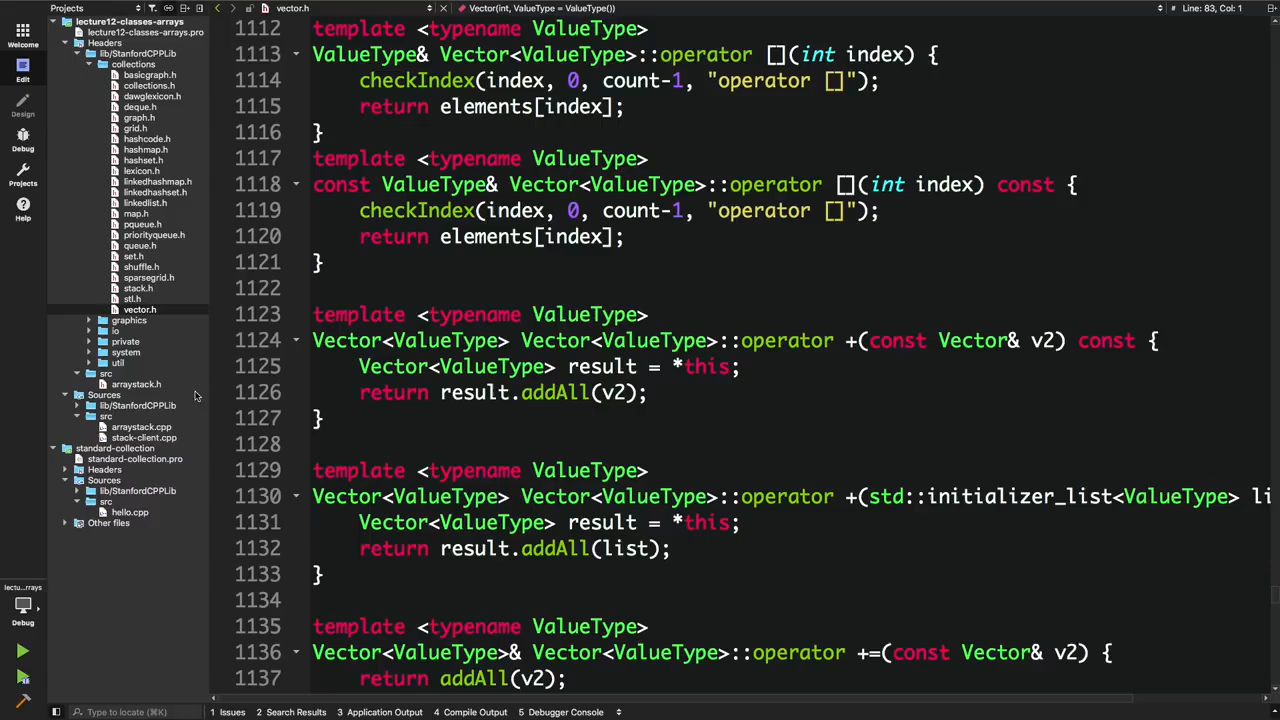 Projects
vector.h
Vector(int, ValueType = ValueType())
Line: 83, Col: 1
Welcome
Edit
Design
Debug
Projects
Help
lectu...rrays
Debug
lecture12-classes-arrays
lecture12-classes-arrays.pro
Headers
lib/StanfordCPPLib
collections
basicgraph.h
collections.h
dawglexicon.h
deque.h
graph.h
grid.h
hashcode.h
hashmap.h
hashset.h
lexicon.h
linkedhashmap.h
linkedhashset.h
linkedlist.h
map.h
pqueue.h
priorityqueue.h
queue.h
set.h
shuffle.h
sparsegrid.h
stack.h
stl.h
vector.h
graphics
io
private
system
util
src
arraystack.h
Sources
lib/StanfordCPPLib
src
arraystack.cpp
stack-client.cpp
standard-collection
standard-collection.pro
Headers
Sources
lib/StanfordCPPLib
src
hello.cpp
Other files
1112 template <typename ValueType>
1113 ValueType& Vector<ValueType>::operator [](int index) {
1114 checkIndex(index, 0, count-1, "operator []");
1115 return elements[index];
1116 }
1117 template <typename ValueType>
1118 const ValueType& Vector<ValueType>::operator [](int index) const {
1119 checkIndex(index, 0, count-1, "operator []");
1120 return elements[index];
1121 }
1122
1123 template <typename ValueType>
1124 Vector<ValueType> Vector<ValueType>::operator +(const Vector& v2) const {
1125 Vector<ValueType> result = *this;
1126 return result.addAll(v2);
1127 }
1128
1129 template <typename ValueType>
1130 Vector<ValueType> Vector<ValueType>::operator +(std::initializer_list<ValueType> li
1131 Vector<ValueType> result = *this;
1132 return result.addAll(list);
1133 }
1134
1135 template <typename ValueType>
1136 Vector<ValueType>& Vector<ValueType>::operator +=(const Vector& v2) {
1137 return addAll(v2);
Type to locate (⌘K)
1 Issues
2 Search Results
3 Application Output
4 Compile Output
5 Debugger Console